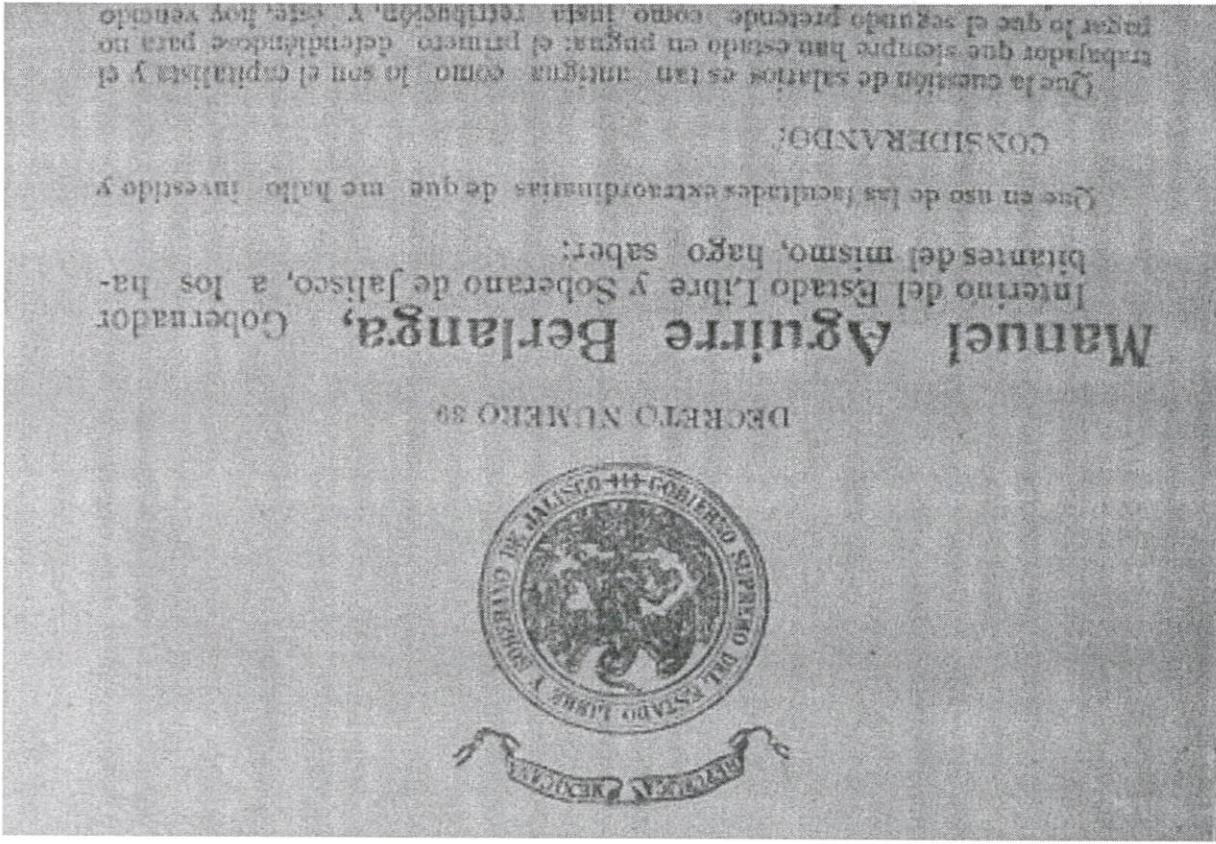 REPUBLICA MEXICANA
GOBIERNO SUPREMO DEL ESTADO LIBRE Y SOBERANO DE JALISCO
DECRETO NUMERO 39
Manuel Aguirre Berlanga, Gobernador
Interino del Estado Libre y Soberano de Jalisco, a los ha-
bitantes del mismo, hago saber:
Que en uso de las facultades extraordinarias de que me hallo investido y
CONSIDERANDO:
Que la cuestión de salarios es tan antigua como lo son el capitalista y el
trabajador que siempre han estado en pugna: el primero defendiéndose para no
pagar lo que el segundo pretende como justa retribución, y este, hoy vencido